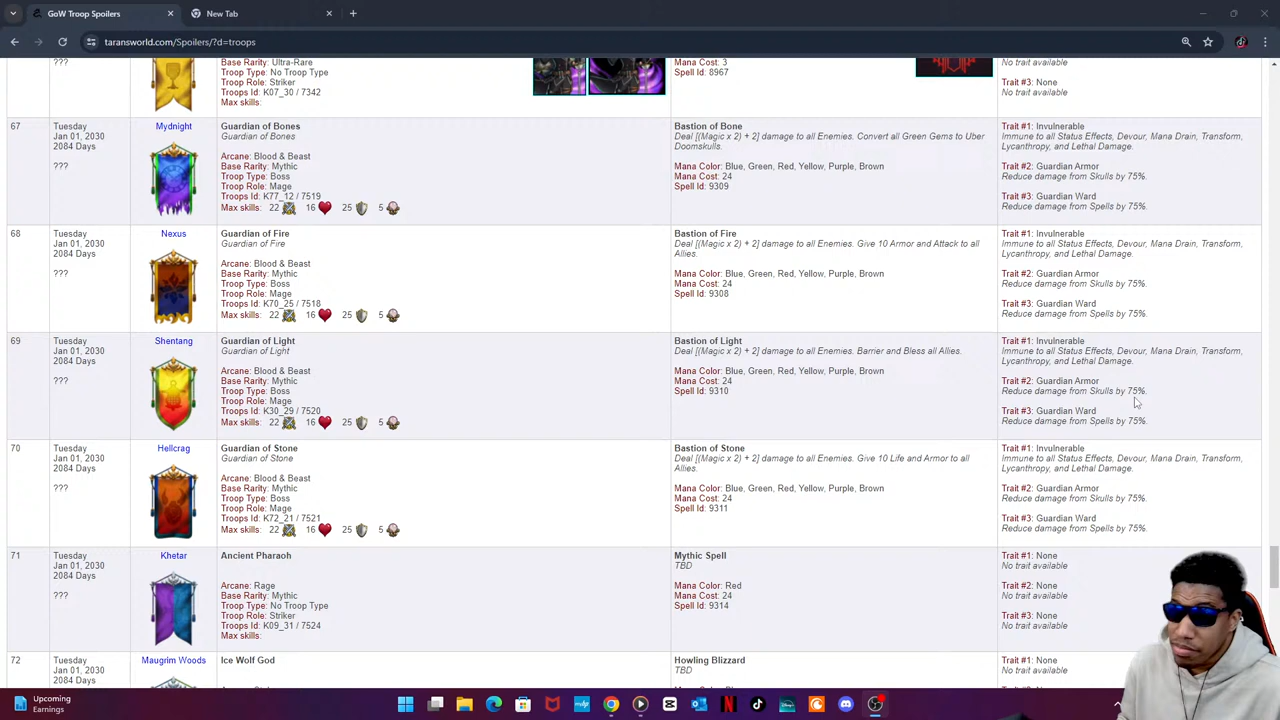 GoW Troop Spoilers
New Tab
taransworld.com/Spoilers/?d=troops
???
Base Rarity: Ultra-Rare
Troop Type: No Troop Type
Troop Role: Striker
Troops Id: K07_30 / 7342
Max skills:
Mana Cost: 3
Spell Id: 8967
No trait available
Trait #3: None
No trait available
67
Tuesday
Jan 01, 2030
2084 Days
???
Mydnight
Guardian of Bones
Guardian of Bones
Arcane: Blood & Beast
Base Rarity: Mythic
Troop Type: Boss
Troop Role: Mage
Troops Id: K77_12 / 7519
Max skills: 22 16 25 5
Bastion of Bone
Deal [(Magic x 2) + 2] damage to all Enemies. Convert all Green Gems to Uber
Doomskulls.
Mana Color: Blue, Green, Red, Yellow, Purple, Brown
Mana Cost: 24
Spell Id: 9309
Trait #1: Invulnerable
Immune to all Status Effects, Devour, Mana Drain, Transform,
Lycanthropy, and Lethal Damage.
Trait #2: Guardian Armor
Reduce damage from Skulls by 75%.
Trait #3: Guardian Ward
Reduce damage from Spells by 75%.
68
Tuesday
Jan 01, 2030
2084 Days
???
Nexus
Guardian of Fire
Guardian of Fire
Arcane: Blood & Beast
Base Rarity: Mythic
Troop Type: Boss
Troop Role: Mage
Troops Id: K70_25 / 7518
Max skills: 22 16 25 5
Bastion of Fire
Deal [(Magic x 2) + 2] damage to all Enemies. Give 10 Armor and Attack to all
Allies.
Mana Color: Blue, Green, Red, Yellow, Purple, Brown
Mana Cost: 24
Spell Id: 9308
Trait #1: Invulnerable
Immune to all Status Effects, Devour, Mana Drain, Transform,
Lycanthropy, and Lethal Damage.
Trait #2: Guardian Armor
Reduce damage from Skulls by 75%.
Trait #3: Guardian Ward
Reduce damage from Spells by 75%.
69
Tuesday
Jan 01, 2030
2084 Days
???
Shentang
Guardian of Light
Guardian of Light
Arcane: Blood & Beast
Base Rarity: Mythic
Troop Type: Boss
Troop Role: Mage
Troops Id: K30_29 / 7520
Max skills: 22 16 25 5
Bastion of Light
Deal [(Magic x 2) + 2] damage to all Enemies. Barrier and Bless all Allies.
Mana Color: Blue, Green, Red, Yellow, Purple, Brown
Mana Cost: 24
Spell Id: 9310
Trait #1: Invulnerable
Immune to all Status Effects, Devour, Mana Drain, Transform,
Lycanthropy, and Lethal Damage.
Trait #2: Guardian Armor
Reduce damage from Skulls by 75%.
Trait #3: Guardian Ward
Reduce damage from Spells by 75%.
70
Tuesday
Jan 01, 2030
2084 Days
???
Hellcrag
Guardian of Stone
Guardian of Stone
Arcane: Blood & Beast
Base Rarity: Mythic
Troop Type: Boss
Troop Role: Mage
Troops Id: K72_21 / 7521
Max skills: 22 16 25 5
Bastion of Stone
Deal [(Magic x 2) + 2] damage to all Enemies. Give 10 Life and Armor to all
Allies.
Mana Color: Blue, Green, Red, Yellow, Purple, Brown
Mana Cost: 24
Spell Id: 9311
Trait #1: Invulnerable
Immune to all Status Effects, Devour, Mana Drain, Transform,
Lycanthropy, and Lethal Damage.
Trait #2: Guardian Armor
Reduce damage from Skulls by 75%.
Trait #3: Guardian Ward
Reduce damage from Spells by 75%.
71
Tuesday
Jan 01, 2030
2084 Days
???
Khetar
Ancient Pharaoh
Arcane: Rage
Base Rarity: Mythic
Troop Type: No Troop Type
Troop Role: Striker
Troops Id: K09_31 / 7524
Max skills:
Mythic Spell
TBD
Mana Color: Red
Mana Cost: 24
Spell Id: 9314
Trait #1: None
No trait available
Trait #2: None
No trait available
Trait #3: None
No trait available
72
Tuesday
Jan 01, 2030
2084 Days
Maugrim Woods
Ice Wolf God
Howling Blizzard
TBD
Trait #1: None
No trait available
Trait #2: None
Upcoming
Earnings